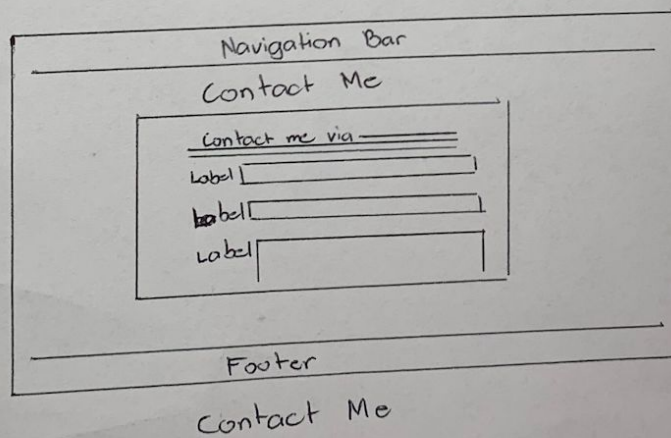 Navigation Bar
Contact Me
Contact me via
Label
Label
Label
Footer
Contact Me